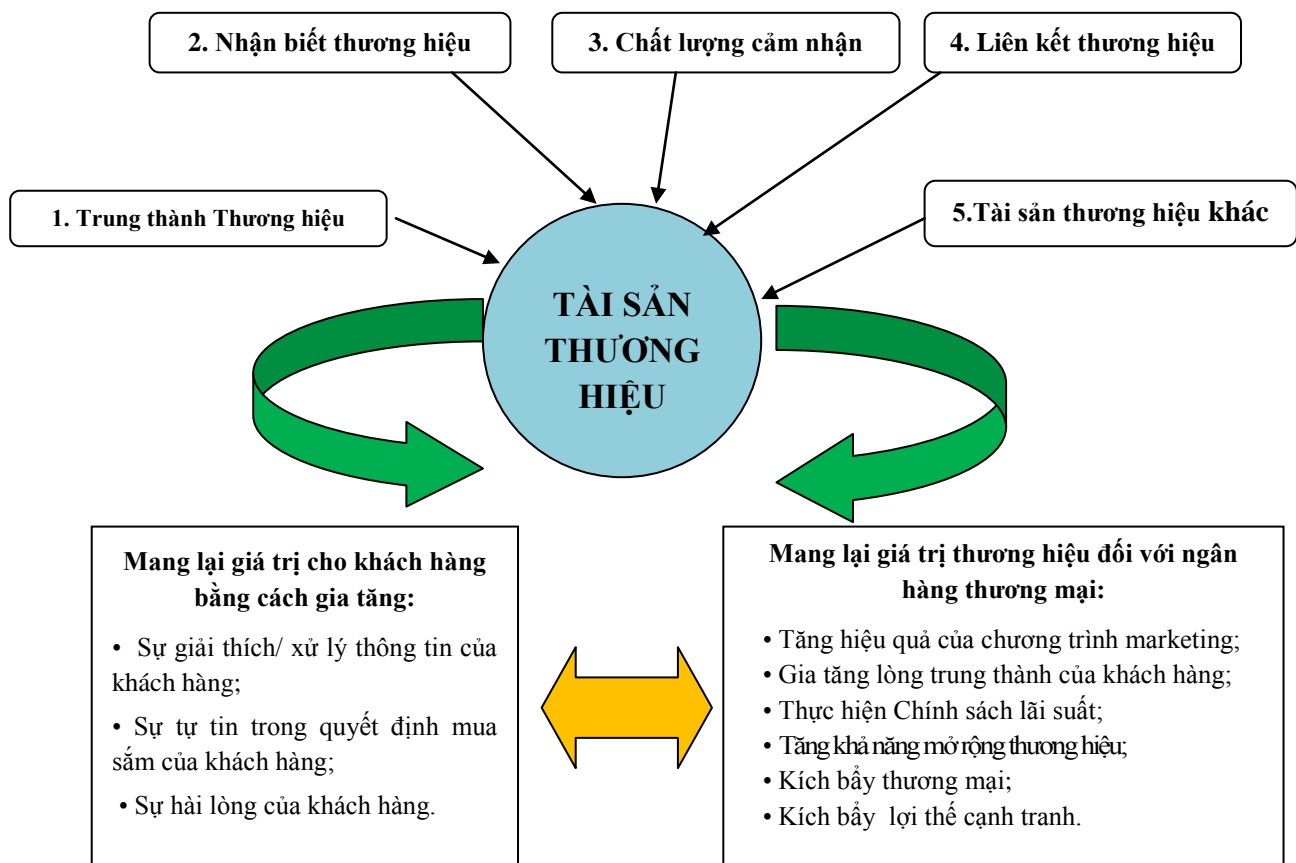 2. Nhận biết thương hiệu
3. Chất lượng cảm nhận
4. Liên kết thương hiệu
1. Trung thành Thương hiệu
5.Tài sản thương hiệu khác
TÀI SẢN
THƯƠNG
HIỆU
Mang lại giá trị cho khách hàng
bằng cách gia tăng:
• Sự giải thích/ xử lý thông tin của
khách hàng;
• Sự tự tin trong quyết định mua
sắm của khách hàng;
• Sự hài lòng của khách hàng.
Mang lại giá trị thương hiệu đối với ngân
hàng thương mại:
• Tăng hiệu quả của chương trình marketing;
• Gia tăng lòng trung thành của khách hàng;
• Thực hiện Chính sách lãi suất;
• Tăng khả năng mở rộng thương hiệu;
• Kích bẩy thương mại;
• Kích bẩy lợi thế cạnh tranh.